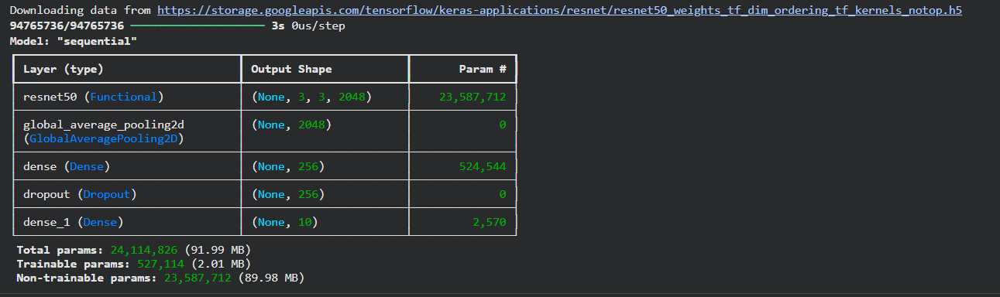 Downloading data from https://storage.googleapis.com/tensorflow/keras-applications/resnet/resnet50_weights_tf_dim_ordering_tf_kernels_notop.h5
94765736/94765736 ━━━━━━━━━━━━━━━━━━━━ 3s 0us/step
Model: "sequential"
Layer (type) Output Shape Param #
resnet50 (Functional) (None, 3, 3, 2048) 23,587,712
global_average_pooling2d (None, 2048) 0
(GlobalAveragePooling2D)
dense (Dense) (None, 256) 524,544
dropout (Dropout) (None, 256) 0
dense_1 (Dense) (None, 10) 2,570
Total params: 24,114,826 (91.99 MB)
Trainable params: 527,114 (2.01 MB)
Non-trainable params: 23,587,712 (89.98 MB)